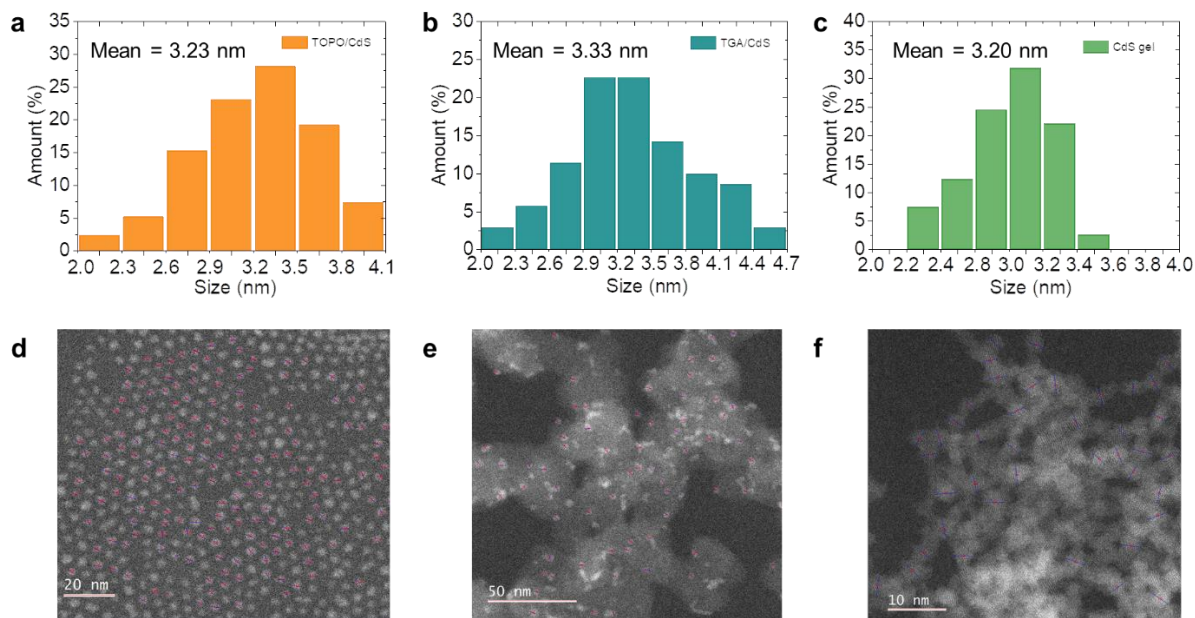 a
Mean = 3.23 nm
TOPO/CdS
35
30
25
20
15
10
5
0
Amount (%)
2.0 2.3 2.6 2.9 3.2 3.5 3.8 4.1
Size (nm)
b
Mean = 3.33 nm
TGA/CdS
30
25
20
15
10
5
0
Amount (%)
2.0 2.3 2.6 2.9 3.2 3.5 3.8 4.1 4.4 4.7
Size (nm)
c
Mean = 3.20 nm
CdS gel
40
35
30
25
20
15
10
5
0
Amount (%)
2.0 2.2 2.4 2.6 2.8 3.0 3.2 3.4 3.6 3.8 4.0
Size (nm)
d
20 nm
e
50 nm
f
10 nm